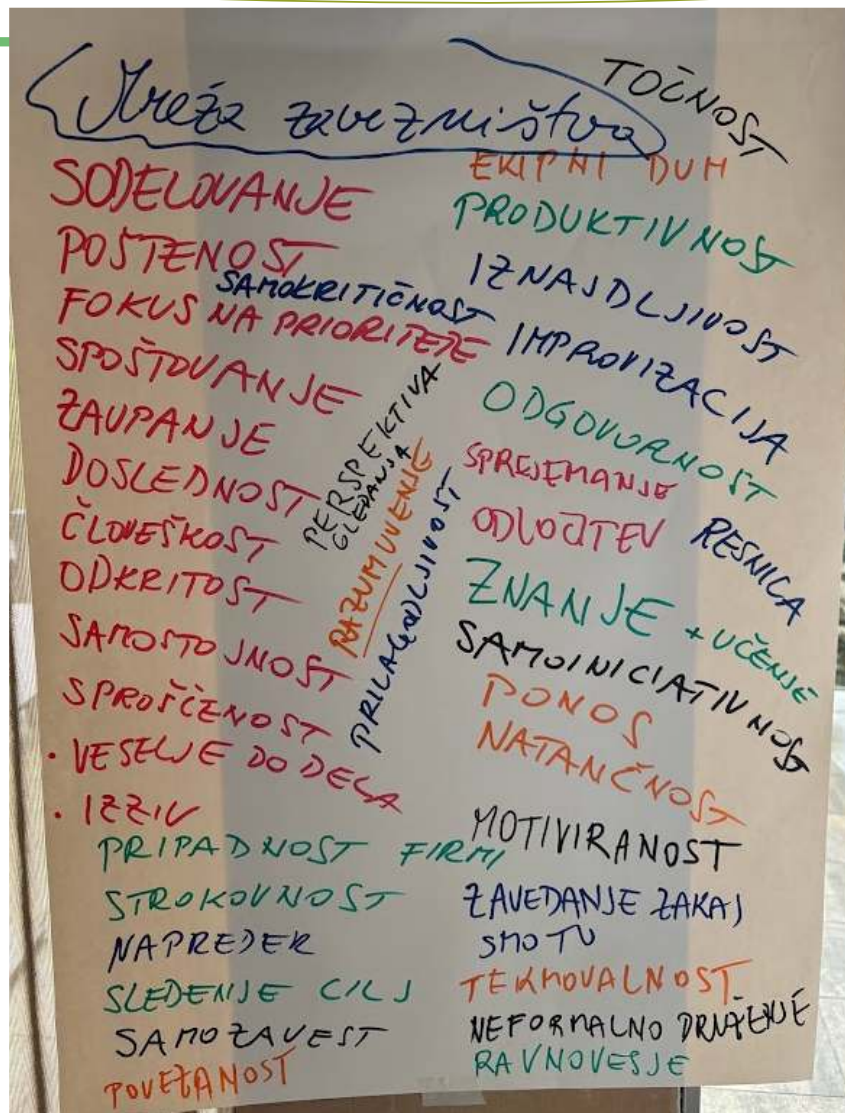 Mreža zavezništva
TOČNOST
SODELOVANJE
POŠTENOST
SAMOKRITIČNOST
FOKUS NA PRIORITETE
SPOŠTOVANJE
ZAUPANJE
DOSLEDNOST
ČLOVEŠKOST
ODKRITOST
SAMOSTOJNOST
SPROŠČENOST
• VESELJE DO DELA
• IZZIV
PRIPADNOST FIRMI
STROKOVNOST
NAPREDEK
SLEDENJE CILJ
SAMOZAVEST
POVEZANOST
PERSPEKTIVA
GLEDANJA
RAZUMUVENJE
PRILAGODLJIVOST
EKIPNI DUH
PRODUKTIVNOST
IZNAJDLJIVOST
IMPROVIZACIJA
ODGOVORNOST
SPREJEMANJE
ODLOČITEV
RESNICA
ZNANJE + UČENJE
SAMOINICIATIVNOST
PONOS
NATANČNOST
MOTIVIRANOST
ZAVEDANJE ZAKAJ
SMO TU
TEKMOVALNOST
NEFORMALNO DRUŽENJE
RAVNOVESJE